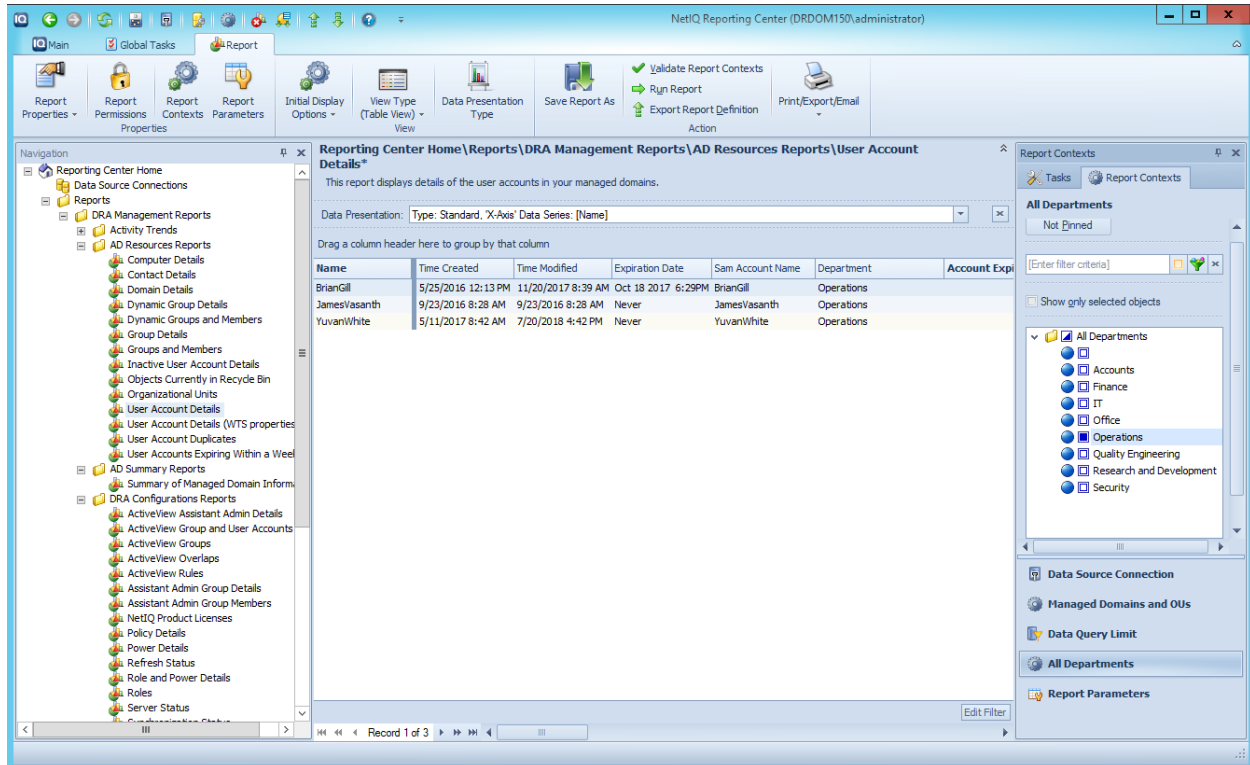 IQ
NetIQ Reporting Center (DRDOM150\administrator)
IQ Main
Global Tasks
Report
Report Properties
Report Permissions
Report Contexts
Report Parameters
Properties
Initial Display Options
View Type (Table View)
Data Presentation Type
View
Save Report As
Validate Report Contexts
Run Report
Export Report Definition
Print/Export/Email
Action
Navigation
Reporting Center Home
Data Source Connections
Reports
DRA Management Reports
Activity Trends
AD Resources Reports
Computer Details
Contact Details
Domain Details
Dynamic Group Details
Dynamic Groups and Members
Group Details
Groups and Members
Inactive User Account Details
Objects Currently in Recycle Bin
Organizational Units
User Account Details
User Account Details (WTS properties
User Account Duplicates
User Accounts Expiring Within a Weel
AD Summary Reports
Summary of Managed Domain Inform
DRA Configurations Reports
ActiveView Assistant Admin Details
ActiveView Group and User Accounts
ActiveView Groups
ActiveView Overlaps
ActiveView Rules
Assistant Admin Group Details
Assistant Admin Group Members
NetIQ Product Licenses
Policy Details
Power Details
Refresh Status
Role and Power Details
Roles
Server Status
Reporting Center Home\Reports\DRA Management Reports\AD Resources Reports\User Account
Details*
This report displays details of the user accounts in your managed domains.
Data Presentation: Type: Standard, 'X-Axis' Data Series: [Name]
Drag a column header here to group by that column
Name Time Created Time Modified Expiration Date Sam Account Name Department Account Expi
BrianGill 5/25/2016 12:13 PM 11/20/2017 8:39 AM Oct 18 2017 6:29PM BrianGill Operations
JamesVasanth 9/23/2016 8:28 AM 9/23/2016 8:28 AM Never JamesVasanth Operations
YuvanWhite 5/11/2017 8:42 AM 7/20/2018 4:42 PM Never YuvanWhite Operations
Edit Filter
Record 1 of 3
Report Contexts
Tasks
Report Contexts
All Departments
Not Pinned
[Enter filter criteria]
Show only selected objects
All Departments
Accounts
Finance
IT
Office
Operations
Quality Engineering
Research and Development
Security
Data Source Connection
Managed Domains and OUs
Data Query Limit
All Departments
Report Parameters